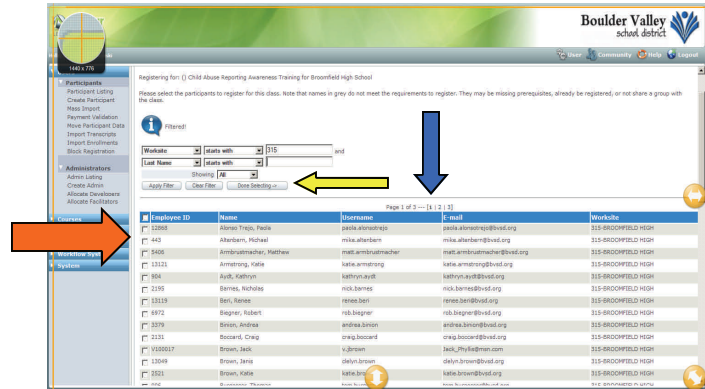 Boulder Valley
school district
User Community Help Logout
1440 x 776
Participants
Participant Listing
Create Participant
Mass Import
Payment Validation
Move Participant Data
Import Transcripts
Import Enrollments
Block Registration
Administrators
Admin Listing
Create Admin
Allocate Developers
Allocate Facilitators
Courses
System
Registering for: () Child Abuse Reporting Awareness Training for Broomfield High School
Please select the participants to register for this class. Note that names in grey do not meet the requirements to register. They may be missing prerequisites, already be registered, or not share a group with
the class.
Filtered!
Worksite starts with 315 and
Last Name starts with
Showing All
Apply Filter Clear Filter Done Selecting ->
Page 1 of 3 --- [1 | 2 | 3]
Employee ID Name Username E-mail Worksite
12868 Alonso Trejo, Paola paola.alonsotrejo paola.alonsotrejo@bvsd.org 315-BROOMFIELD HIGH
443 Altenbern, Michael mike.altenbern mike.altenbern@bvsd.org 315-BROOMFIELD HIGH
5408 Armbrustmacher, Matthew matt.armbrustmacher matt.armbrustmacher@bvsd.org 315-BROOMFIELD HIGH
13121 Armstrong, Katie katie.armstrong katie.armstrong@bvsd.org 315-BROOMFIELD HIGH
904 Aydt, Kathryn kathryn.aydt kathryn.aydt@bvsd.org 315-BROOMFIELD HIGH
2195 Barnes, Nicholas nick.barnes nick.barnes@bvsd.org 315-BROOMFIELD HIGH
13119 Beri, Renee renee.beri renee.beri@bvsd.org 315-BROOMFIELD HIGH
6972 Biegner, Robert rob.biegner rob.biegner@bvsd.org 315-BROOMFIELD HIGH
3379 Binion, Andrea andrea.binion andrea.binion@bvsd.org 315-BROOMFIELD HIGH
2131 Boccard, Craig craig.boccard craig.boccard@bvsd.org 315-BROOMFIELD HIGH
V100017 Brown, Jack v.jbrown Jack_Phyllis@msn.com 315-BROOMFIELD HIGH
13049 Brown, Janis clelyn.brown clelyn.brown@bvsd.org 315-BROOMFIELD HIGH
2521 Brown, Katie katie.bro katie.brown@bvsd.org 315-BROOMFIELD HIGH